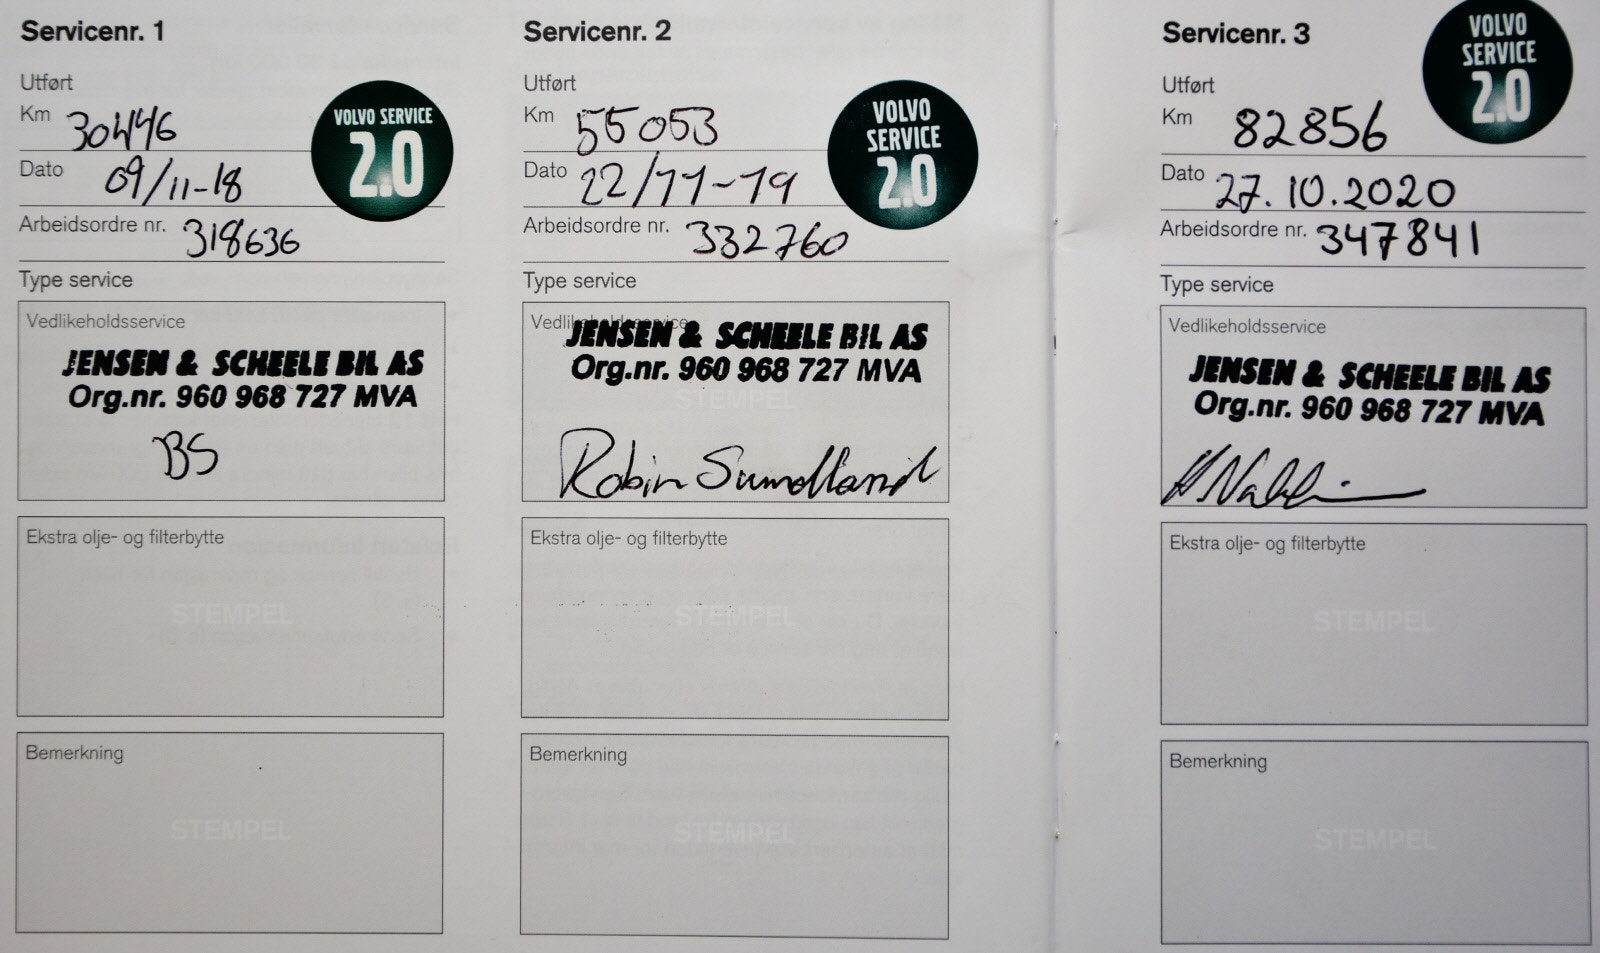 Servicenr. 1
Utført
Km 30446
Dato 09/11-18
Arbeidsordre nr. 318636
VOLVO SERVICE
2.0
Type service
Vedlikeholdsservice
JENSEN & SCHEELE BIL AS
Org.nr. 960 968 727 MVA
BS
Ekstra olje- og filterbytte
STEMPEL
Bemerkning
STEMPEL
Servicenr. 2
Utført
Km 55053
Dato 22/11-19
Arbeidsordre nr. 332760
VOLVO
SERVICE
2.0
Type service
Vedlikeholdsservice
JENSEN & SCHEELE BIL AS
Org.nr. 960 968 727 MVA
STEMPEL
Robin Sundland
Ekstra olje- og filterbytte
STEMPEL
Bemerkning
STEMPEL
Servicenr. 3
Utført
Km 82856
Dato 27.10.2020
Arbeidsordre nr. 347841
VOLVO
SERVICE
2.0
Type service
Vedlikeholdsservice
JENSEN & SCHEELE BIL AS
Org.nr. 960 968 727 MVA
Ekstra olje- og filterbytte
STEMPEL
Bemerkning
STEMPEL